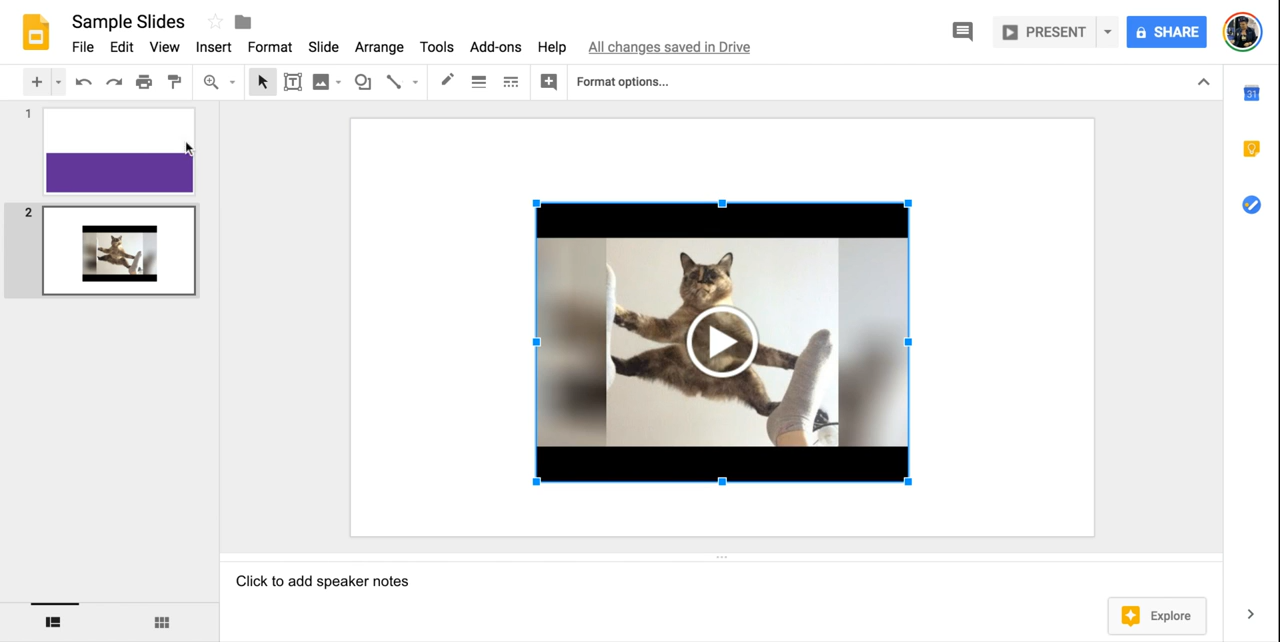 Sample Slides
File Edit View Insert Format Slide Arrange Tools Add-ons Help All changes saved in Drive
PRESENT
SHARE
Format options...
31
1
2
Click to add speaker notes
Explore